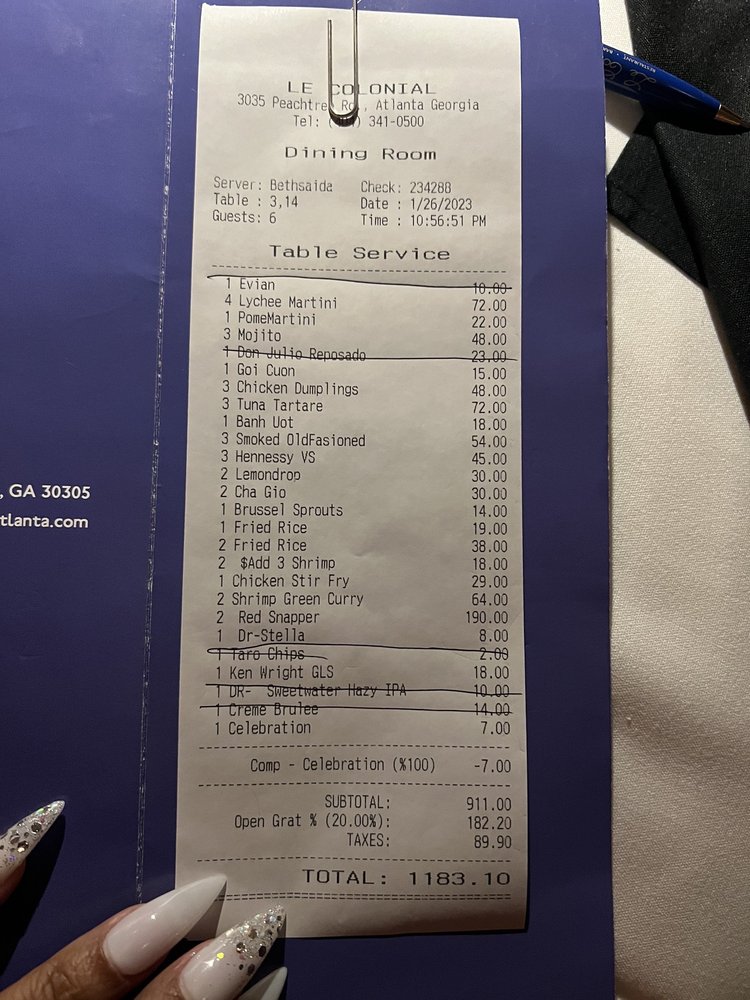 LE COLONIAL
3035 Peachtree Rd., Atlanta Georgia
Tel: 341-0500
Dining Room
Server: Bethsaida Check: 234288
Table : 3,14 Date : 1/26/2023
Guests: 6 Time : 10:56:51 PM
Table Service
1 Evian 10.00
4 Lychee Martini 72.00
1 PomeMartini 22.00
3 Mojito 48.00
1 Don Julio Reposado 23.00
1 Goi Cuon 15.00
3 Chicken Dumplings 48.00
3 Tuna Tartare 72.00
1 Banh Uot 18.00
3 Smoked OldFasioned 54.00
3 Hennessy VS 45.00
2 Lemondrop 30.00
2 Cha Gio 30.00
1 Brussel Sprouts 14.00
1 Fried Rice 19.00
2 Fried Rice 38.00
2 $Add 3 Shrimp 18.00
1 Chicken Stir Fry 29.00
2 Shrimp Green Curry 64.00
2 Red Snapper 190.00
1 Dr-Stella 8.00
1 Taro Chips 2.00
1 Ken Wright GLS 18.00
1 DR- Sweetwater Hazy IPA 10.00
1 Creme Brulee 14.00
1 Celebration 7.00
Comp - Celebration (%100) -7.00
SUBTOTAL: 911.00
Open Grat % (20.00%): 182.20
TAXES: 89.90
TOTAL: 1183.10
, GA 30305
tlanta.com
RESTAURANT • BAR